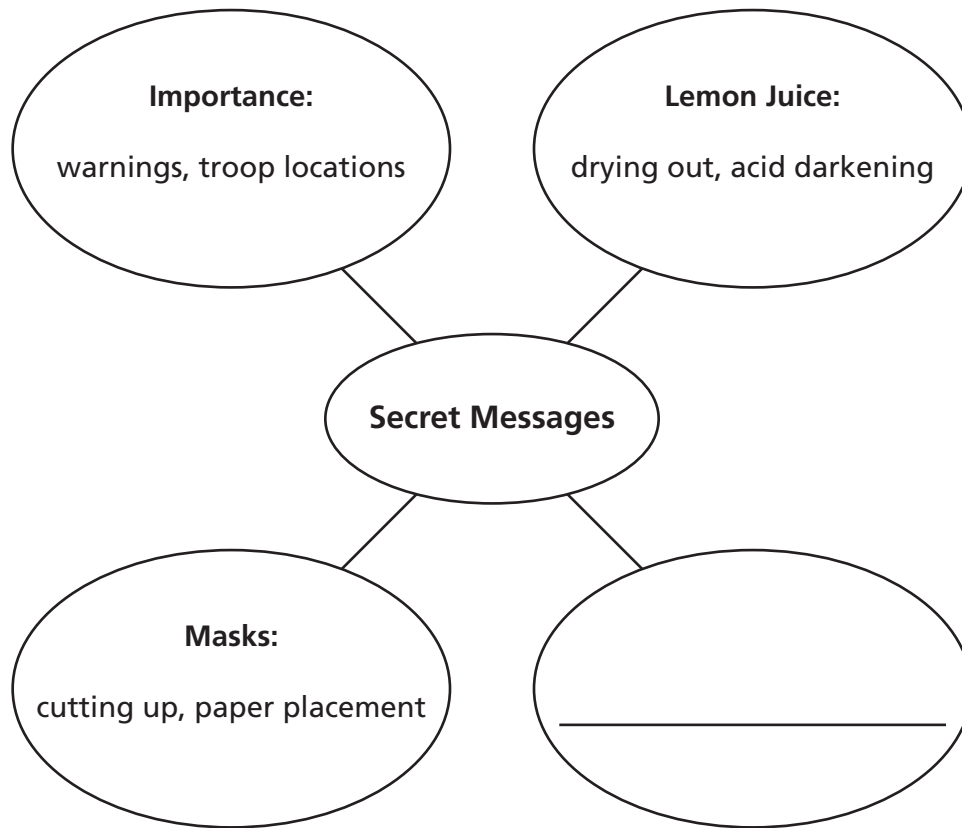 Importance:
warnings, troop locations
Lemon Juice:
drying out, acid darkening
Secret Messages
Masks:
cutting up, paper placement